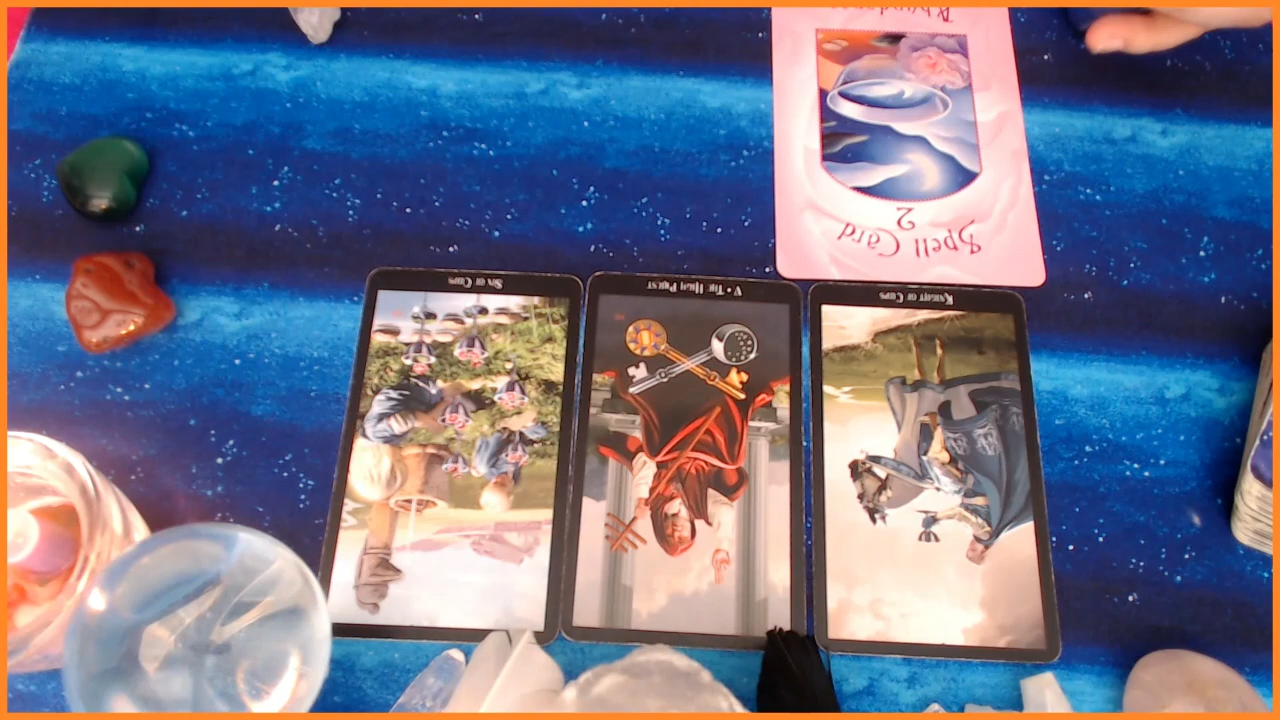 Spell Card
2
Knight of Cups
V • The High Priest
Six of Cups